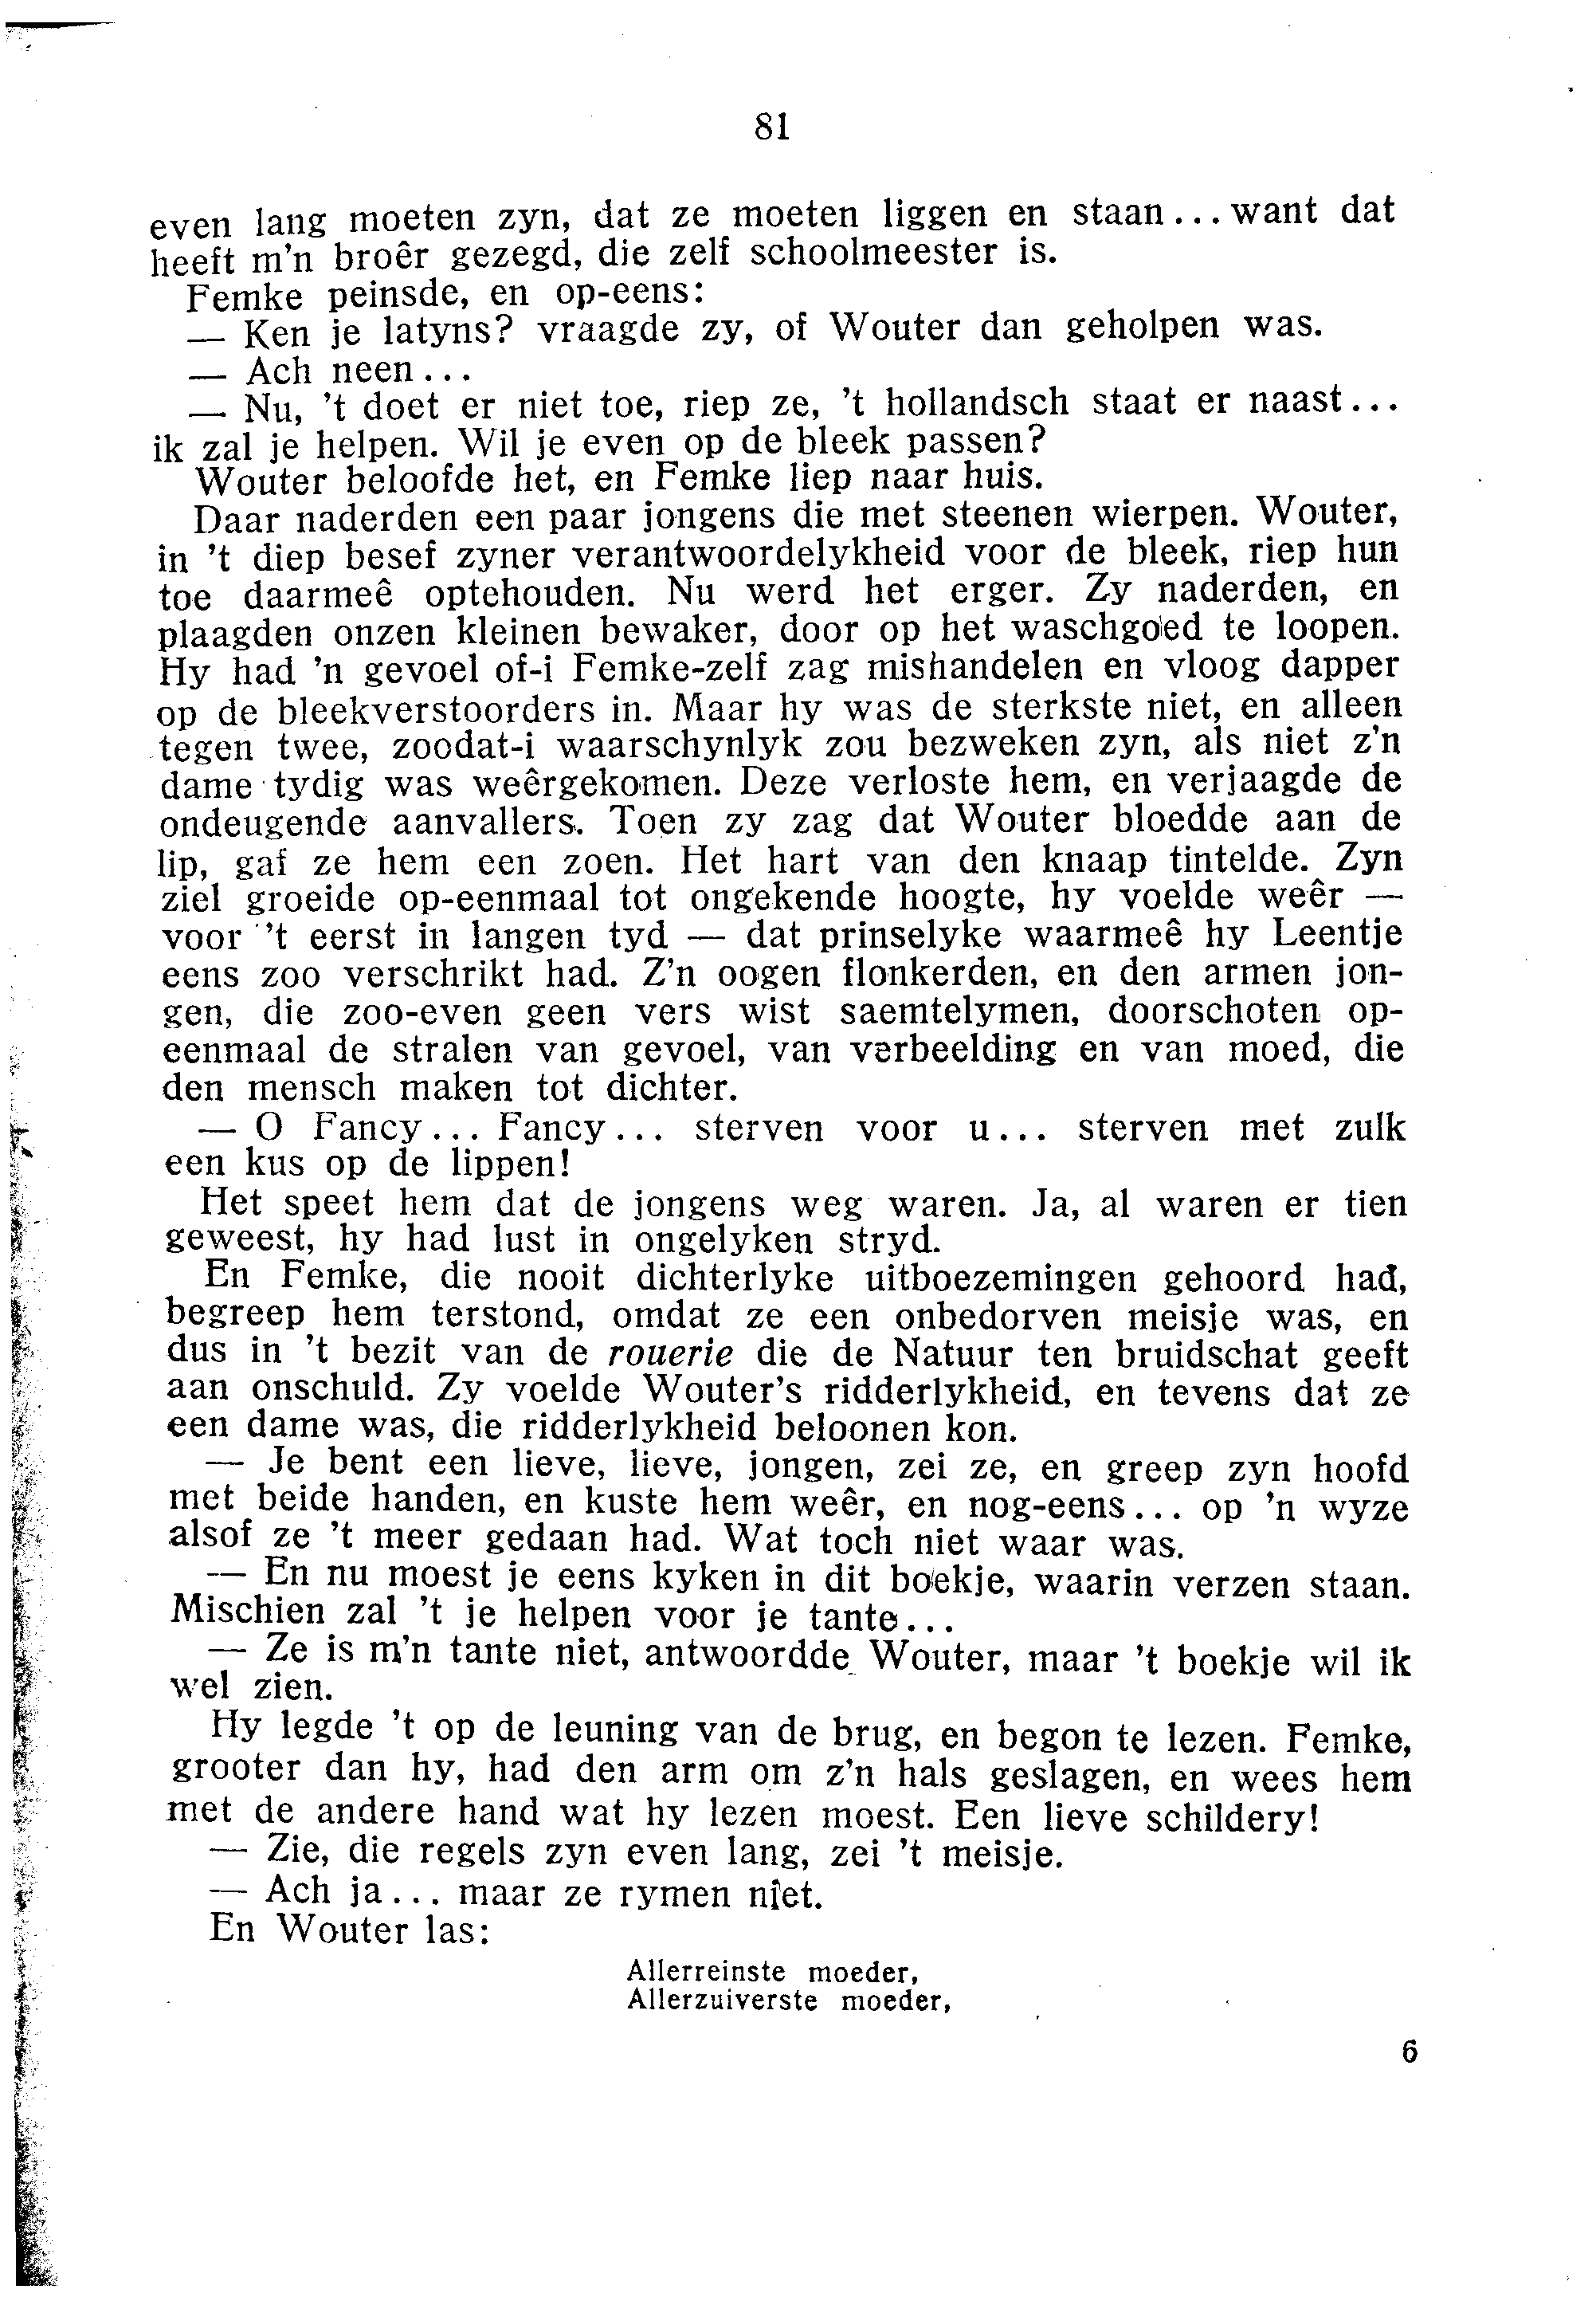 81
even lang moeten zyn, dat ze moeten liggen en staan... want dat
heeft m'n broêr gezegd, die zelf schoolmeester is.
Femke peinsde, en op-eens:
— Ken je latyns? vraagde zy, of Wouter dan geholpen was.
— Ach neen...
— Nu, 't doet er niet toe, riep ze, 't hollandsch staat er naast...
ik zal je helpen. Wil je even op de bleek passen?
Wouter beloofde het, en Femke liep naar huis.
Daar naderden een paar jongens die met steenen wierpen. Wouter,
in 't diep besef zyner verantwoordelykheid voor de bleek, riep hun
toe daarmeê optehouden. Nu werd het erger. Zy naderden, en
plaagden onzen kleinen bewaker, door op het waschgoed te loopen.
Hy had 'n gevoel of-i Femke-zelf zag mishandelen en vloog dapper
op de bleekverstoorders in. Maar hy was de sterkste niet, en alleen
tegen twee, zoodat-i waarschynlyk zou bezweken zyn, als niet z'n
dame tydig was weêrgekomen. Deze verloste hem, en verjaagde de
ondeugende aanvallers. Toen zy zag dat Wouter bloedde aan de
lip, gaf ze hem een zoen. Het hart van den knaap tintelde. Zyn
ziel groeide op-eenmaal tot ongekende hoogte, hy voelde weêr —
voor 't eerst in langen tyd — dat prinselyke waarmeê hy Leentje
eens zoo verschrikt had. Z'n oogen flonkerden, en den armen jon-
gen, die zoo-even geen vers wist saemtelymen, doorschoten op-
eenmaal de stralen van gevoel, van verbeelding en van moed, die
den mensch maken tot dichter.
— O Fancy... Fancy... sterven voor u... sterven met zulk
een kus op de lippen!
Het speet hem dat de jongens weg waren. Ja, al waren er tien
geweest, hy had lust in ongelyken stryd.
En Femke, die nooit dichterlyke uitboezemingen gehoord had,
begreep hem terstond, omdat ze een onbedorven meisje was, en
dus in 't bezit van de rouerie die de Natuur ten bruidschat geeft
aan onschuld. Zy voelde Wouter's ridderlykheid, en tevens dat ze
een dame was, die ridderlykheid beloonen kon.
— Je bent een lieve, lieve, jongen, zei ze, en greep zyn hoofd
met beide handen, en kuste hem weêr, en nog-eens... op 'n wyze
alsof ze 't meer gedaan had. Wat toch niet waar was.
— En nu moest je eens kyken in dit boekje, waarin verzen staan.
Mischien zal 't je helpen voor je tante...
— Ze is m'n tante niet, antwoordde Wouter, maar 't boekje wil ik
wel zien.
Hy legde 't op de leuning van de brug, en begon te lezen. Femke,
grooter dan hy, had den arm om z'n hals geslagen, en wees hem
met de andere hand wat hy lezen moest. Een lieve schildery!
— Zie, die regels zyn even lang, zei 't meisje.
— Ach ja... maar ze rymen niet.
En Wouter las:
Allerreinste moeder,
Allerzuiverste moeder,
6